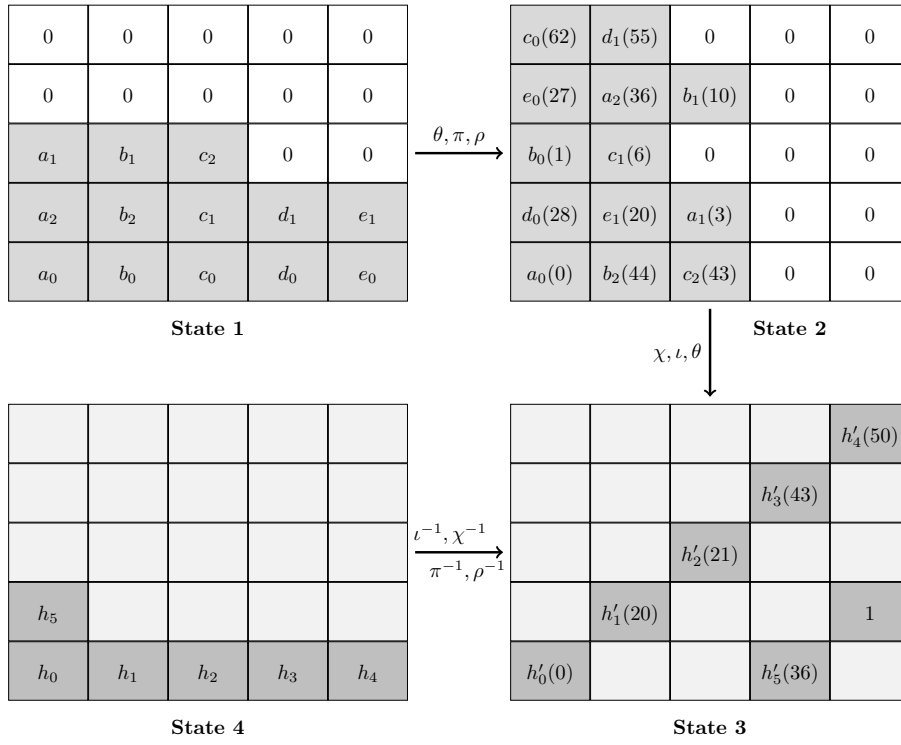 0 0 0 0 0
0 0 0 0 0
a₁ b₁ c₂ 0 0
a₂ b₂ c₁ d₁ e₁
a₀ b₀ c₀ d₀ e₀
State 1
θ, π, ρ
c₀(62) d₁(55) 0 0 0
e₀(27) a₂(36) b₁(10) 0 0
b₀(1) c₁(6) 0 0 0
d₀(28) e₁(20) a₁(3) 0 0
a₀(0) b₂(44) c₂(43) 0 0
State 2
χ, ι, θ
h₅
h₀ h₁ h₂ h₃ h₄
State 4
ι⁻¹, χ⁻¹
π⁻¹, ρ⁻¹
h′₄(50)
h′₃(43)
h′₂(21)
h′₁(20) 1
h′₀(0) h′₅(36)
State 3